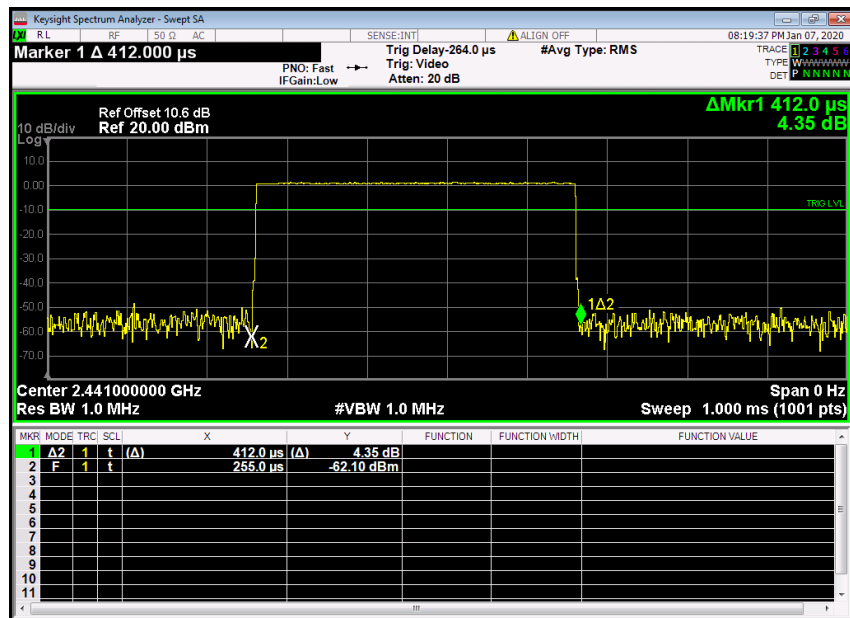 Keysight Spectrum Analyzer - Swept SA
LXI RL RF 50 Ω AC SENSE:INT ALIGN OFF 08:19:37 PM Jan 07, 2020
Marker 1 Δ 412.000 µs
PNO: Fast
IFGain:Low
Trig Delay-264.0 µs
Trig: Video
Atten: 20 dB
#Avg Type: RMS
TRACE 1 2 3 4 5 6
TYPE WWWWWW
DET P N N N N N
ΔMkr1 412.0 µs
4.35 dB
Ref Offset 10.6 dB
10 dB/div Ref 20.00 dBm
Log
10.0
0.00
-10.0
TRIG LVL
-20.0
-30.0
-40.0
-50.0
1Δ2
-60.0
2
-70.0
Center 2.441000000 GHz Span 0 Hz
Res BW 1.0 MHz #VBW 1.0 MHz Sweep 1.000 ms (1001 pts)
MKR MODE TRC SCL X Y FUNCTION FUNCTION WIDTH FUNCTION VALUE
1 Δ2 1 t (Δ) 412.0 µs (Δ) 4.35 dB
2 F 1 t 255.0 µs -62.10 dBm
3
4
5
6
7
8
9
10
11